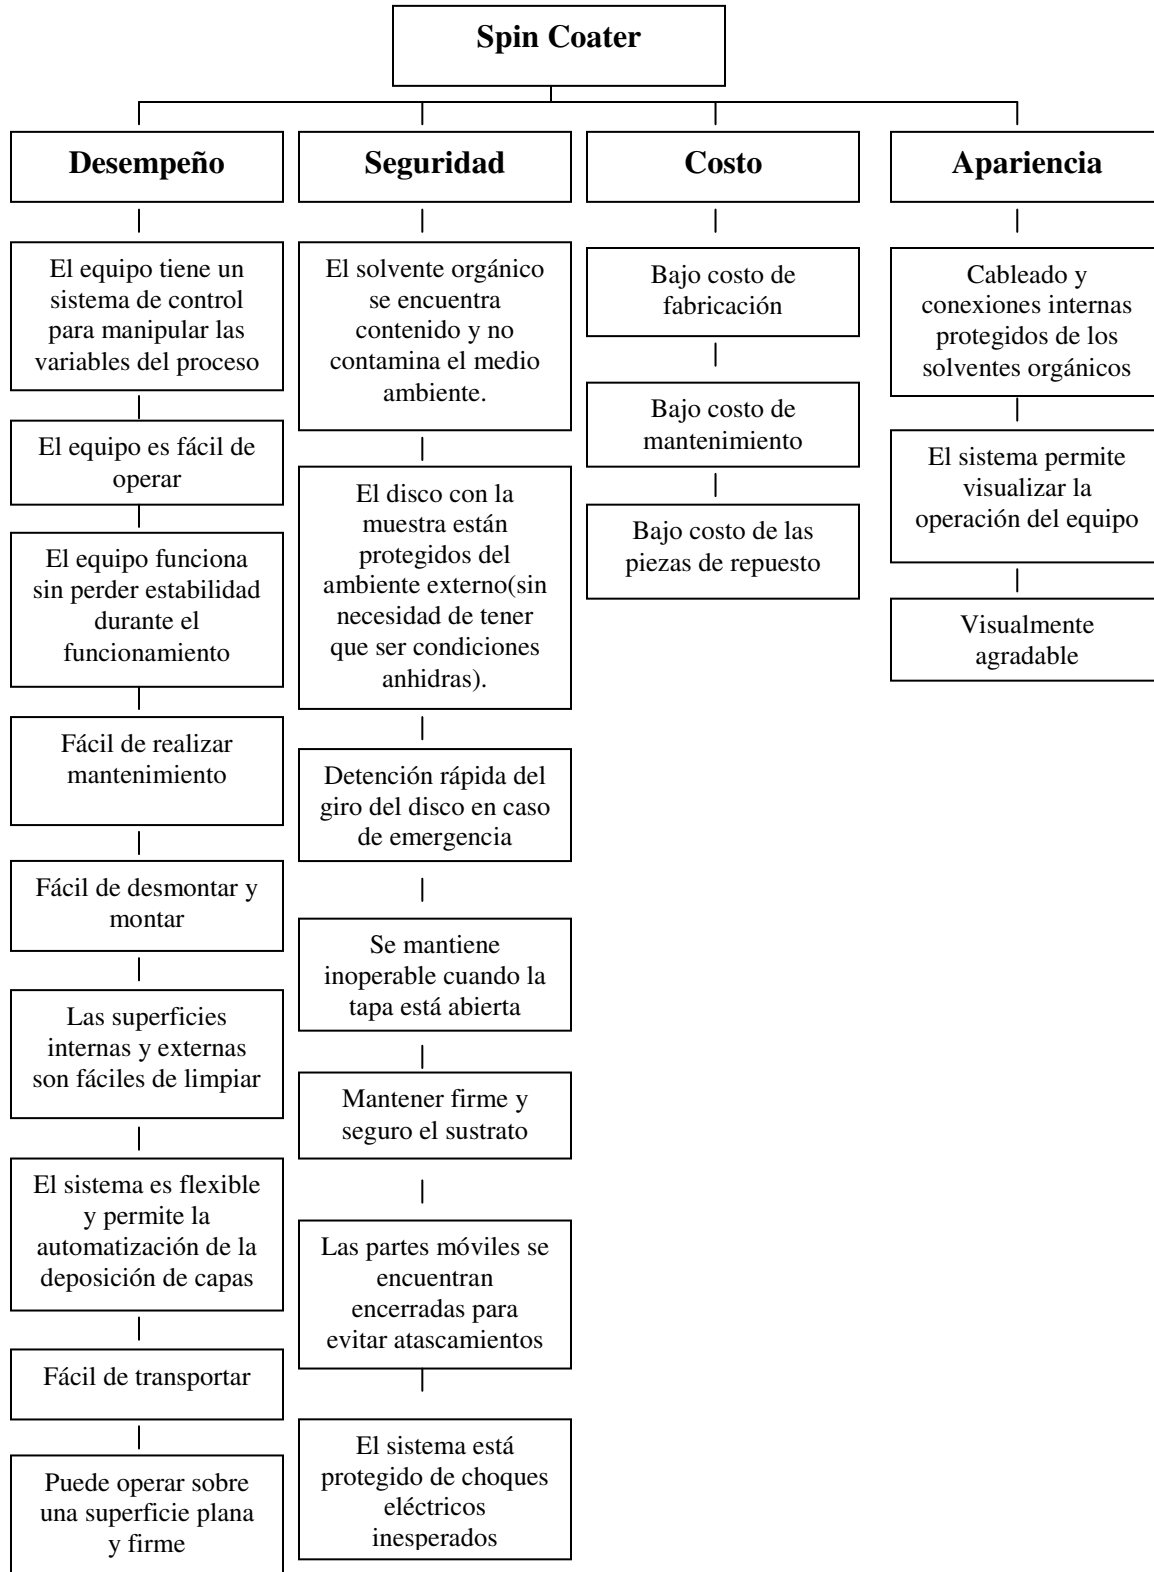 Spin Coater
Desempeño
El equipo tiene un
sistema de control
para manipular las
variables del proceso
El equipo es fácil de
operar
El equipo funciona
sin perder estabilidad
durante el
funcionamiento
Fácil de realizar
mantenimiento
Fácil de desmontar y
montar
Las superficies
internas y externas
son fáciles de limpiar
El sistema es flexible
y permite la
automatización de la
deposición de capas
Fácil de transportar
Puede operar sobre
una superficie plana
y firme
Seguridad
El solvente orgánico
se encuentra
contenido y no
contamina el medio
ambiente.
El disco con la
muestra están
protegidos del
ambiente externo(sin
necesidad de tener
que ser condiciones
anhidras).
Detención rápida del
giro del disco en caso
de emergencia
Se mantiene
inoperable cuando la
tapa está abierta
Mantener firme y
seguro el sustrato
Las partes móviles se
encuentran
encerradas para
evitar atascamientos
El sistema está
protegido de choques
eléctricos
inesperados
Costo
Bajo costo de
fabricación
Bajo costo de
mantenimiento
Bajo costo de las
piezas de repuesto
Apariencia
Cableado y
conexiones internas
protegidos de los
solventes orgánicos
El sistema permite
visualizar la
operación del equipo
Visualmente
agradable